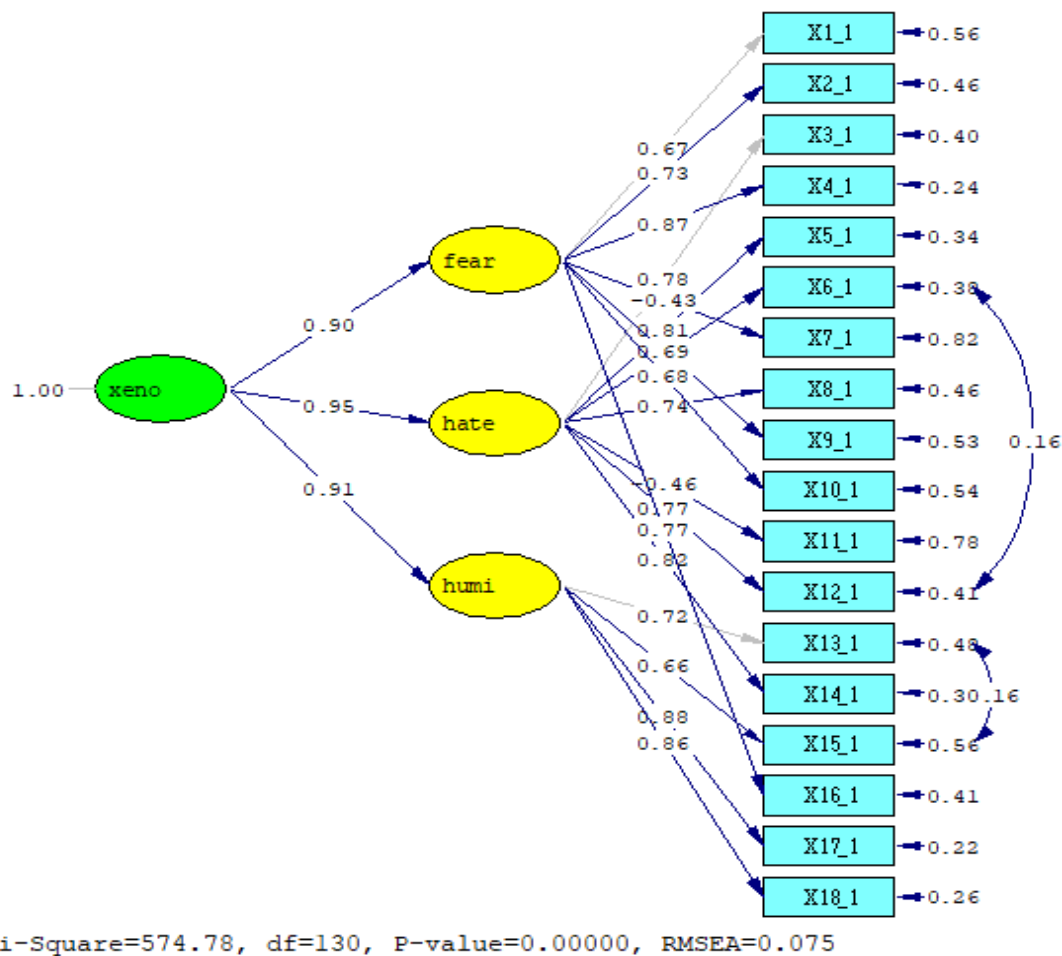 X1_1 0.56
X2_1 0.46
X3_1 0.40
0.67
0.73
X4_1 0.24
0.87
X5_1 0.34
fear
0.78
X6_1 0.38
-0.43
0.90
0.81
X7_1 0.82
0.69
0.68
1.00 xeno
X8_1 0.46
0.95
0.74
hate
X9_1 0.53 0.16
-0.46
X10_1 0.54
0.91
0.77
0.77
X11_1 0.78
0.82
humi
X12_1 0.41
0.72
X13_1 0.48
0.66
X14_1 0.30 0.16
0.88
0.86
X15_1 0.56
X16_1 0.41
X17_1 0.22
X18_1 0.26
i-Square=574.78, df=130, P-value=0.00000, RMSEA=0.075